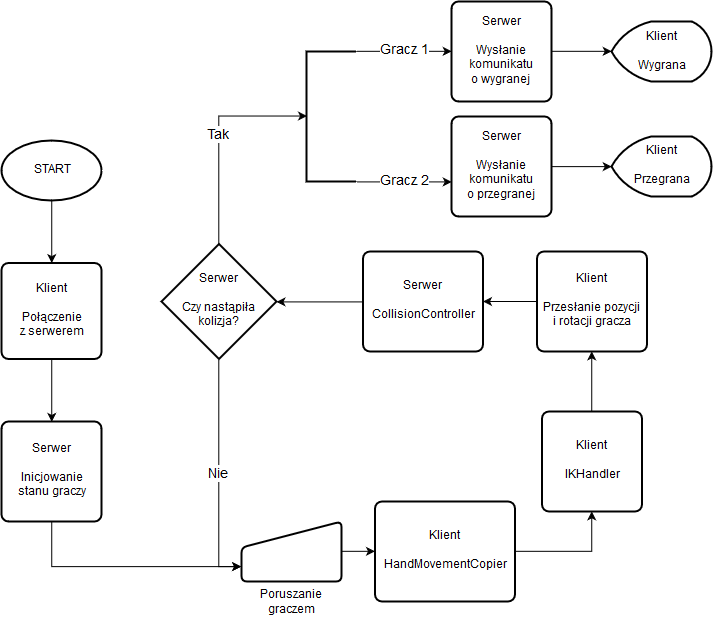 START
Klient
Połączenie
z serwerem
Serwer
Inicjowanie
stanu graczy
Poruszanie
graczem
Klient
HandMovementCopier
Klient
IKHandler
Klient
Przesłanie pozycji
i rotacji gracza
Serwer
CollisionController
Serwer
Czy nastąpiła
kolizja?
Nie
Tak
Gracz 1
Serwer
Wysłanie
komunikatu
o wygranej
Klient
Wygrana
Gracz 2
Serwer
Wysłanie
komunikatu
o przegranej
Klient
Przegrana